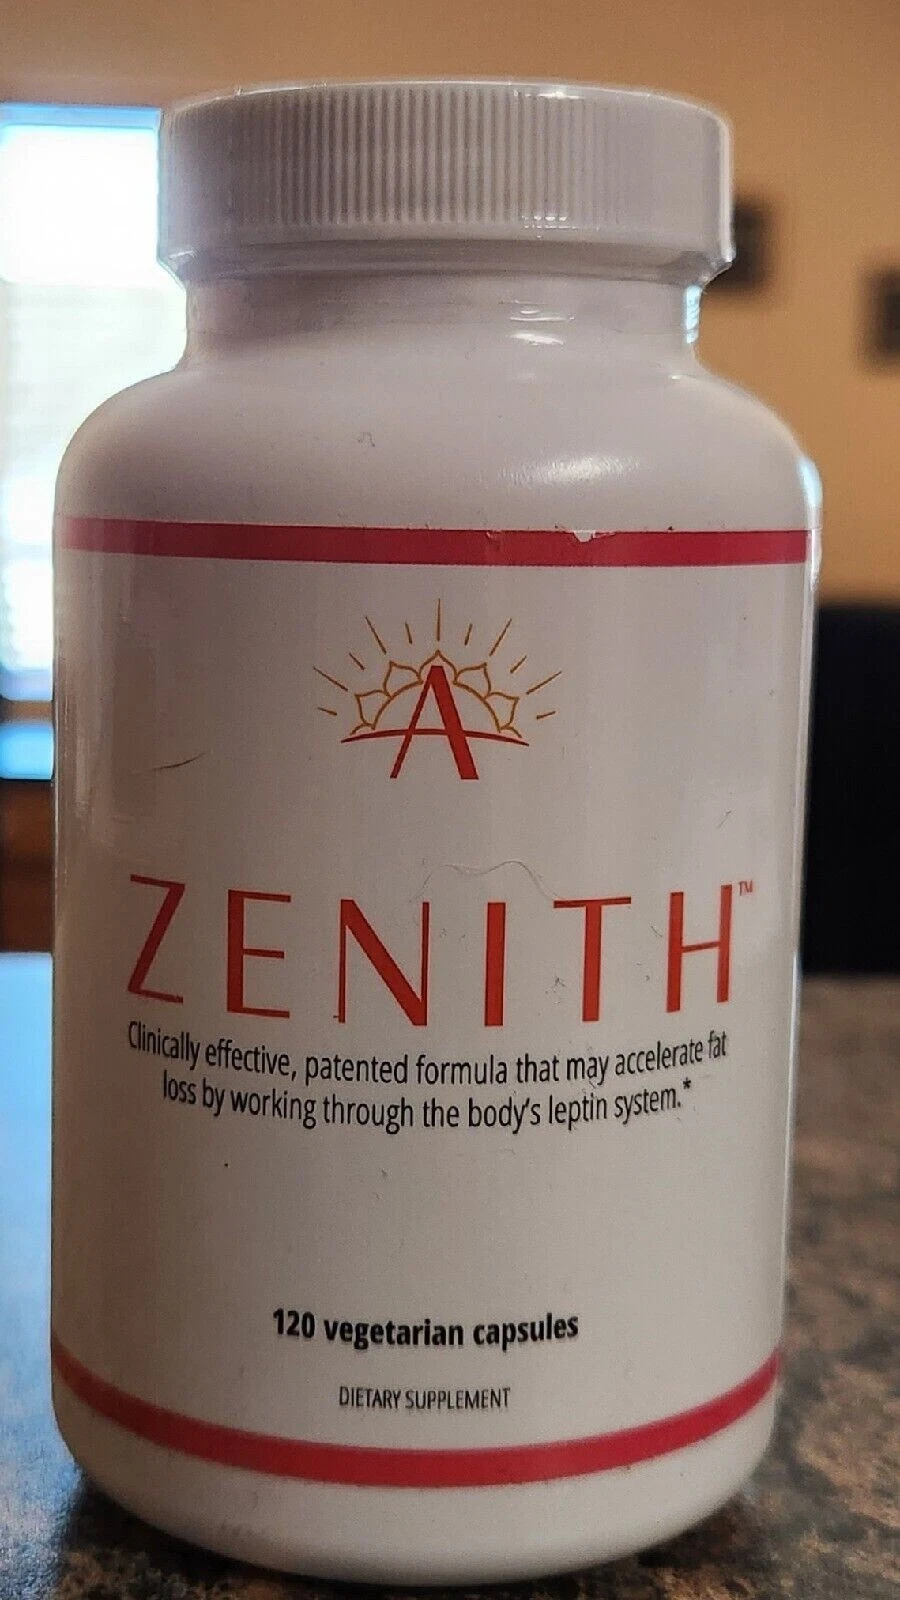 A
ZENITH™
Clinically effective, patented formula that may accelerate fat
loss by working through the body's leptin system.*
120 vegetarian capsules
DIETARY SUPPLEMENT